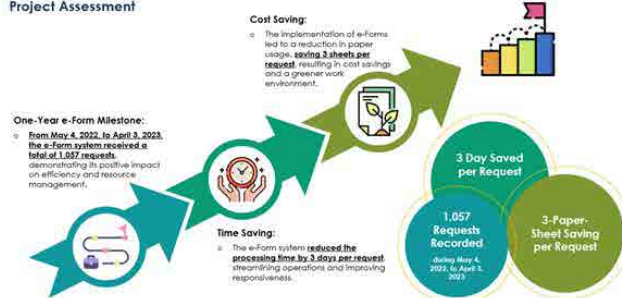 Project Assessment
Cost Saving:
o The implementation of e-Forms
led to a reduction in paper
usage, saving 3 sheets per
request, resulting in cost savings
and a greener work
environment.
One-Year e-Form Milestone:
o From May 4, 2022, to April 3, 2023,
the e-Form system received a
total of 1,057 requests,
demonstrating its positive impact
on efficiency and resource
management.
Time Saving:
o The e-Form system reduced the
processing time by 3 days per request,
streamlining operations and improving
responsiveness.
3 Day Saved
per Request
1,057
Requests
Recorded
during May 4,
2022, to April 3,
2023
3-Paper-
Sheet Saving
per Request